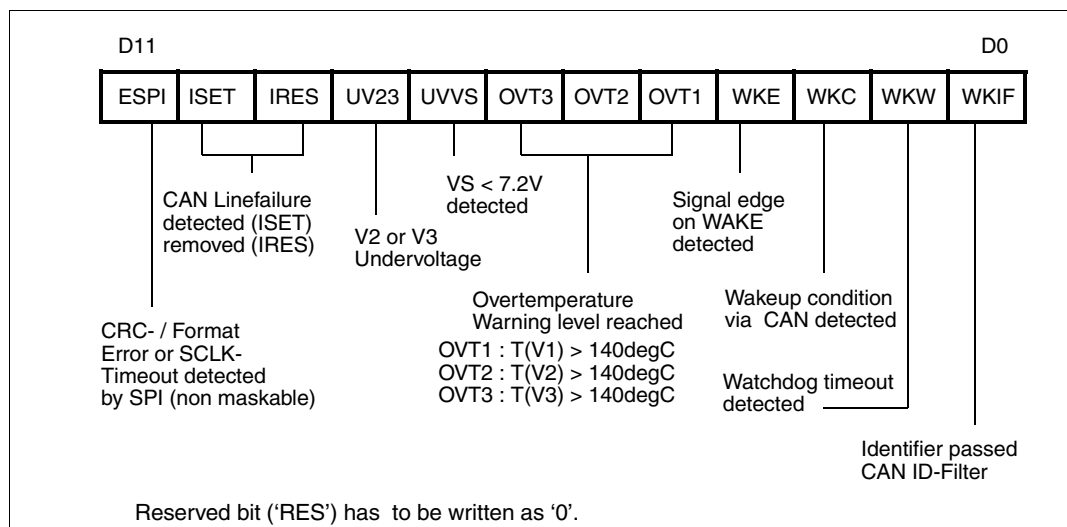 D11 D0
ESPI ISET IRES UV23 UVVS OVT3 OVT2 OVT1 WKE WKC WKW WKIF
CAN Linefailure
detected (ISET)
removed (IRES)
VS < 7.2V
detected
Signal edge
on WAKE
detected
V2 or V3
Undervoltage
Overtemperature
Warning level reached
OVT1 : T(V1) > 140degC
OVT2 : T(V2) > 140degC
OVT3 : T(V3) > 140degC
Wakeup condition
via CAN detected
CRC- / Format
Error or SCLK-
Timeout detected
by SPI (non maskable)
Watchdog timeout
detected
Identifier passed
CAN ID-Filter
Reserved bit ('RES') has to be written as '0'.